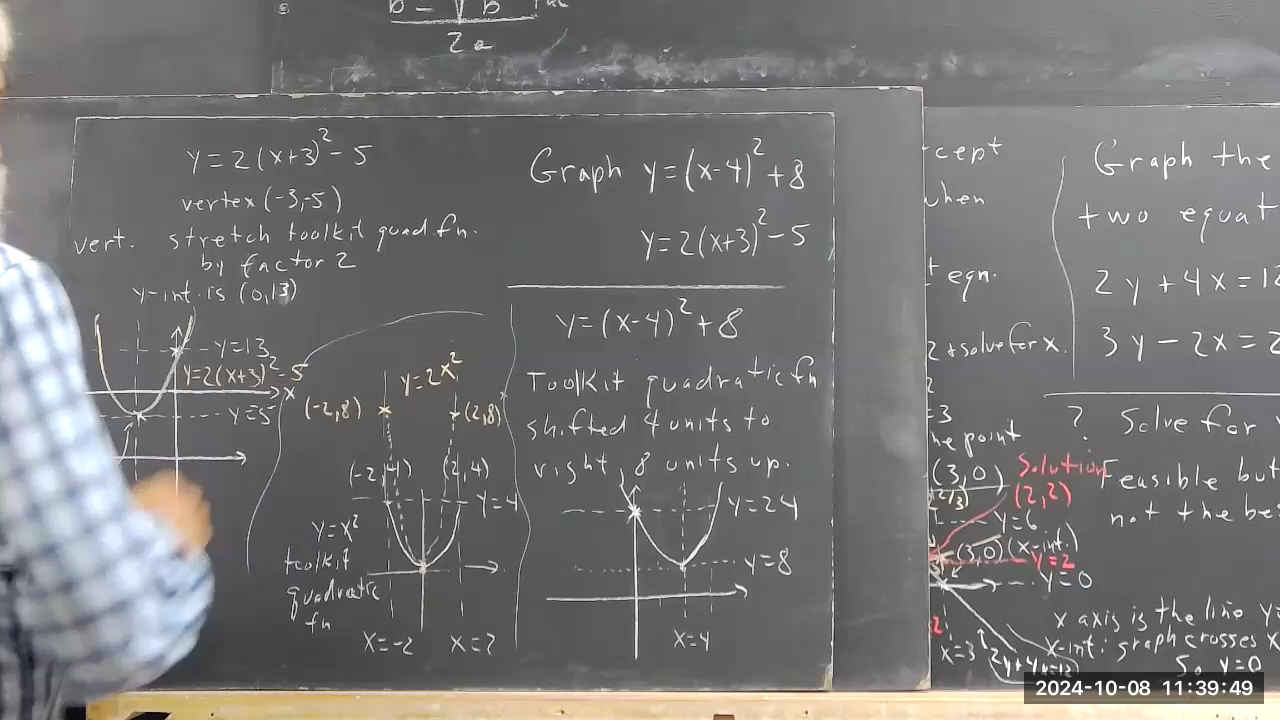 2a
y=2(x+3)²-5
vertex(-3,-5)
vert. stretch toolkit quad fn.
by factor 2
y-int. is (0,13)
y=13
y=2(x+3)²-5
x
y=5
y=2x²
(-2,8)
(2,8)
(-2,4)
(2,4)
y=4
y=x²
toolkit
quadratic
fn
x=-2
x=2
Graph y=(x-4)²+8
y=2(x+3)²-5
y=(x-4)²+8
Toolkit quadratic fn
shifted 4 units to
right, 8 units up.
y=24
y=8
x=4
cept
when
eqn.
2 + solve for x.
=3
he point
(3,0)
Solution
(2,2)
y=6
(3,0) (x-int.)
y=2
y=0
x=3
2y+4x=12
Graph the
two equat
2y+4x=12
3y-2x=2
? Solve for
Feasible but
not the be
x axis is the line y
x-int: graph crosses x
So y=0
2024-10-08 11:39:49